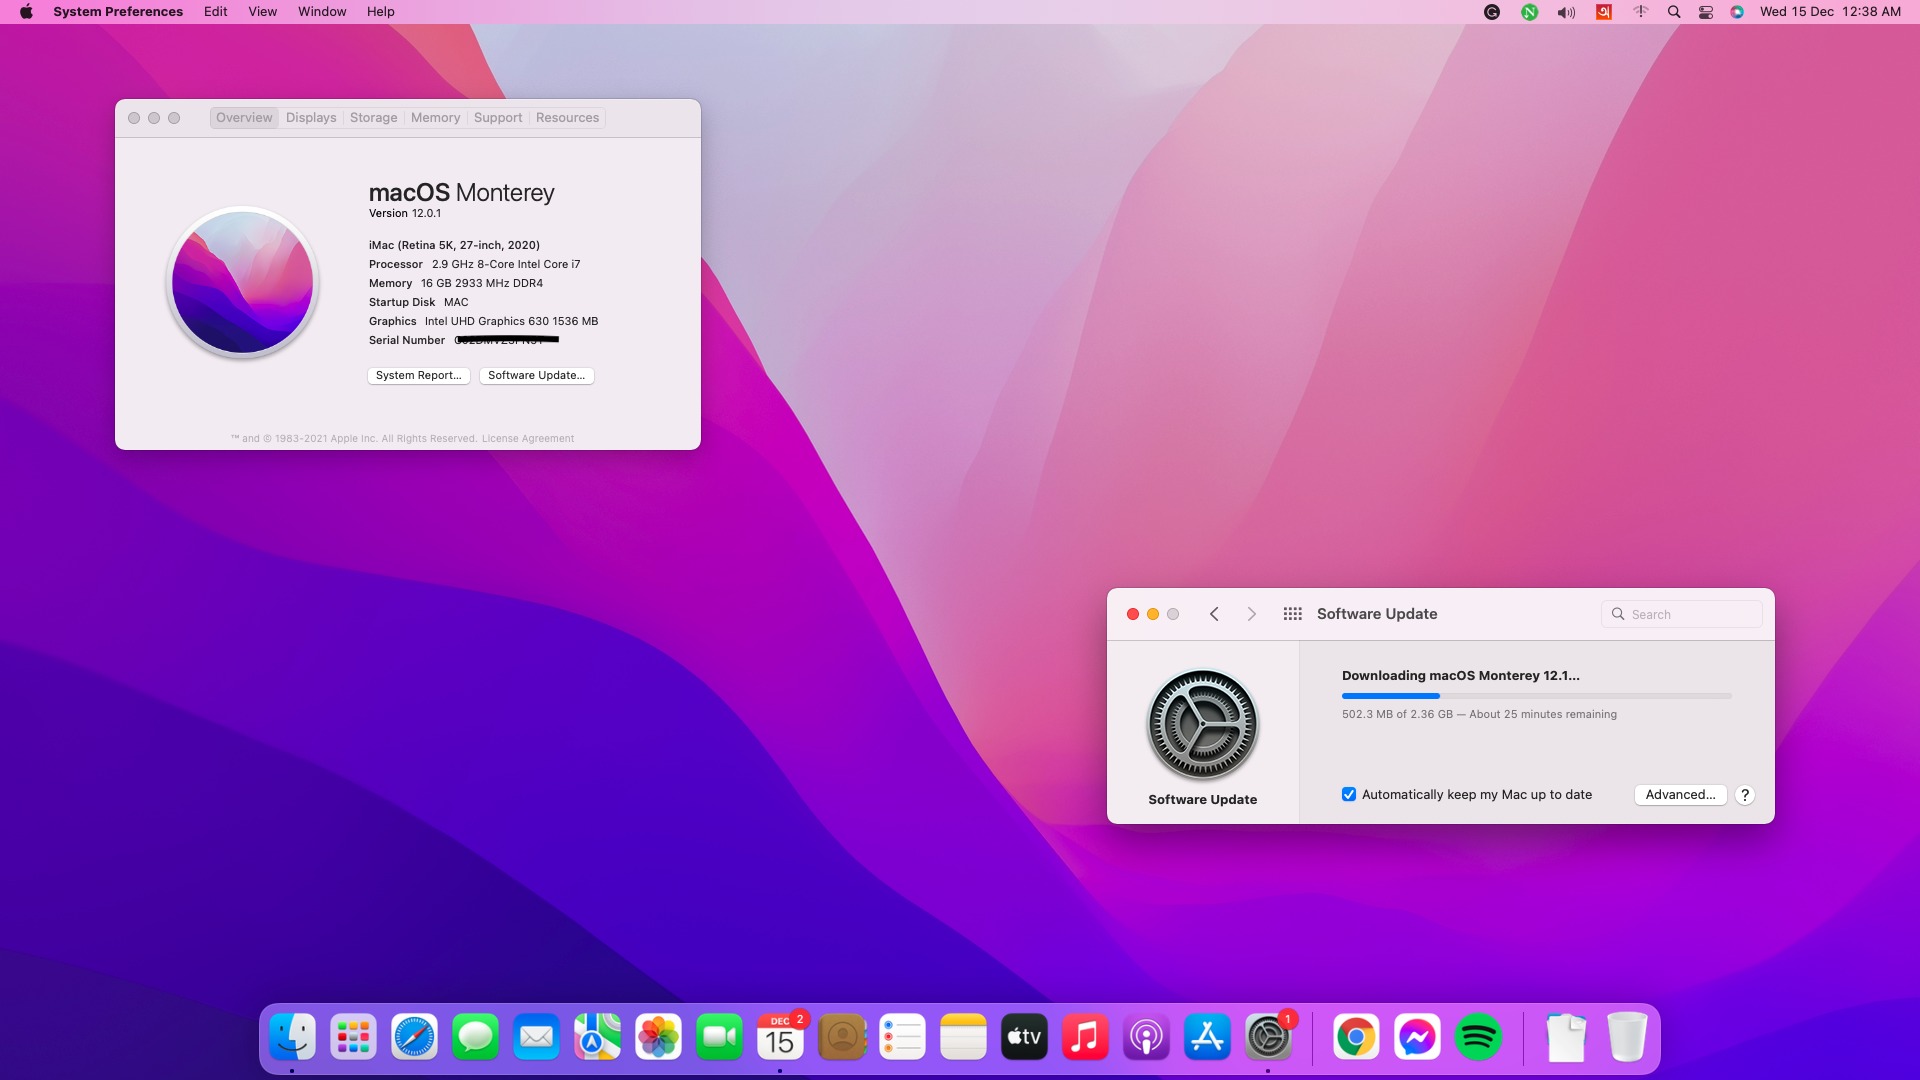 System Preferences Edit View Window Help
Wed 15 Dec 12:38 AM
Overview Displays Storage Memory Support Resources
macOS Monterey
Version 12.0.1
iMac (Retina 5K, 27-inch, 2020)
Processor 2.9 GHz 8-Core Intel Core i7
Memory 16 GB 2933 MHz DDR4
Startup Disk MAC
Graphics Intel UHD Graphics 630 1536 MB
Serial Number
System Report... Software Update...
™ and © 1983-2021 Apple Inc. All Rights Reserved. License Agreement
Software Update
Search
Downloading macOS Monterey 12.1...
502.3 MB of 2.36 GB — About 25 minutes remaining
Software Update
Automatically keep my Mac up to date
Advanced... ?
DEC 2
15
tv
1